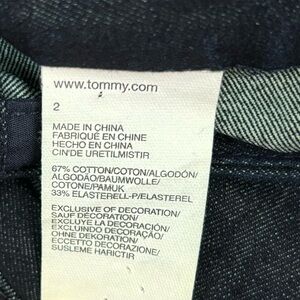 www.tommy.com
2
MADE IN CHINA
FABRIQUÉ EN CHINE
HECHO EN CHINA
CIN'DE URETILMISTIR
67% COTTON/COTON/ALGODÓN/
ALGODÃO/BAUMWOLLE/
COTONE/PAMUK
33% ELASTERELL-P/ELASTEREL
EXCLUSIVE OF DECORATION/
SAUF DÉCORATION/
EXCLUYE LA DECORACIÓN/
EXCLUINDO DECORAÇÃO/
OHNE DEKORATION/
ECCETTO DECORAZIONE/
SUSLEME HARICTIR